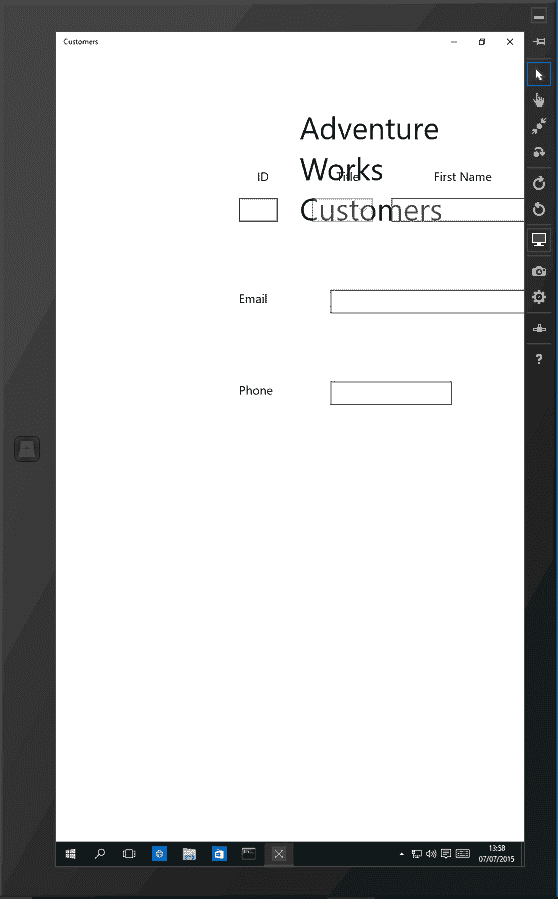 Customers
Adventure
Works
Customers
ID
Title
First Name
Email
Phone
13:58
07/07/2015
?